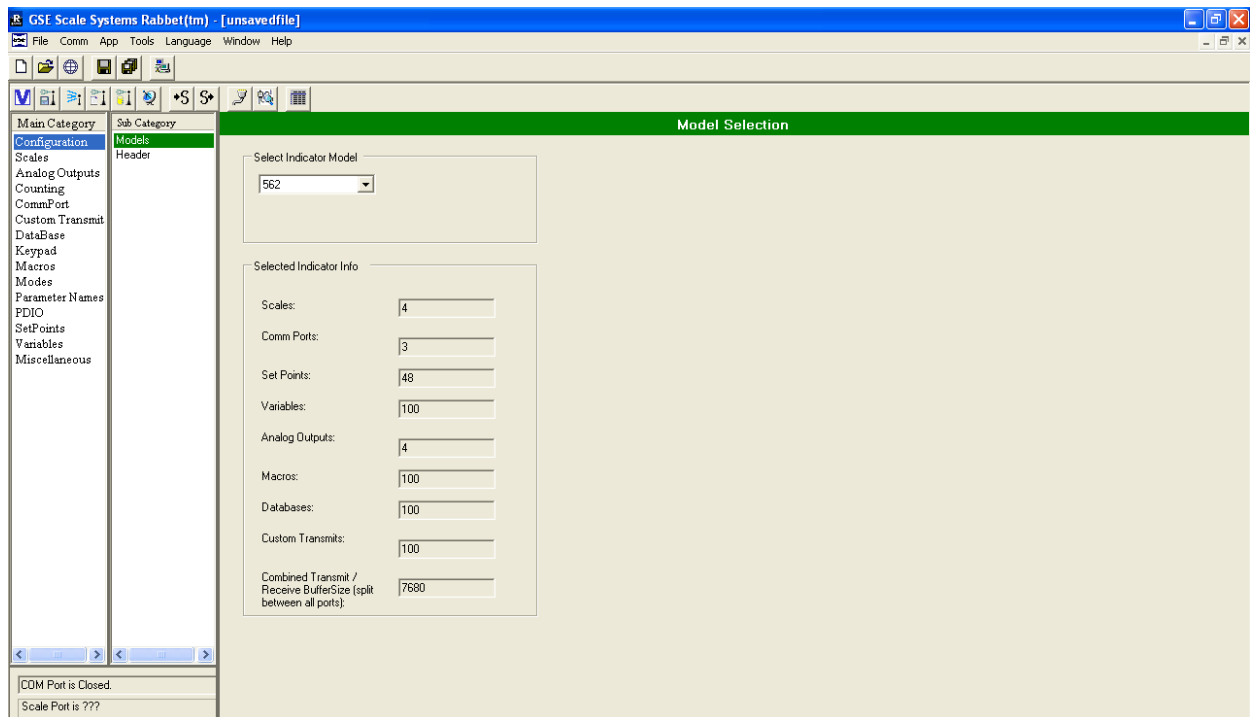 GSE Scale Systems Rabbet(tm) - [unsavedfile]
File Comm App Tools Language Window Help
Main Category
Configuration
Scales
Analog Outputs
Counting
CommPort
Custom Transmit
DataBase
Keypad
Macros
Modes
Parameter Names
PDIO
SetPoints
Variables
Miscellaneous
Sub Category
Models
Header
Model Selection
Select Indicator Model
562
Selected Indicator Info
Scales: 4
Comm Ports: 3
Set Points: 48
Variables: 100
Analog Outputs: 4
Macros: 100
Databases: 100
Custom Transmits: 100
Combined Transmit /
Receive BufferSize (split 7680
between all ports):
COM Port is Closed.
Scale Port is ???